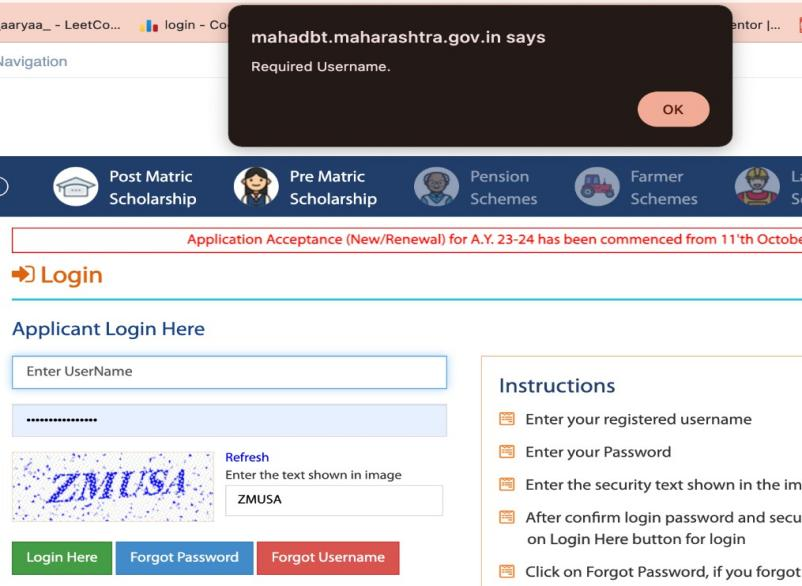 aaryaa_ - LeetCo...
login - Co
entor |...
mahadbt.maharashtra.gov.in says
Required Username.
OK
Navigation
Post Matric
Scholarship
Pre Matric
Scholarship
Pension
Schemes
Farmer
Schemes
Application Acceptance (New/Renewal) for A.Y. 23-24 has been commenced from 11'th Octobe
Login
Applicant Login Here
Enter UserName
••••••••••••••••
ZMUSA
Refresh
Enter the text shown in image
ZMUSA
Login Here
Forgot Password
Forgot Username
Instructions
Enter your registered username
Enter your Password
Enter the security text shown in the im
After confirm login password and secu
on Login Here button for login
Click on Forgot Password, if you forgot